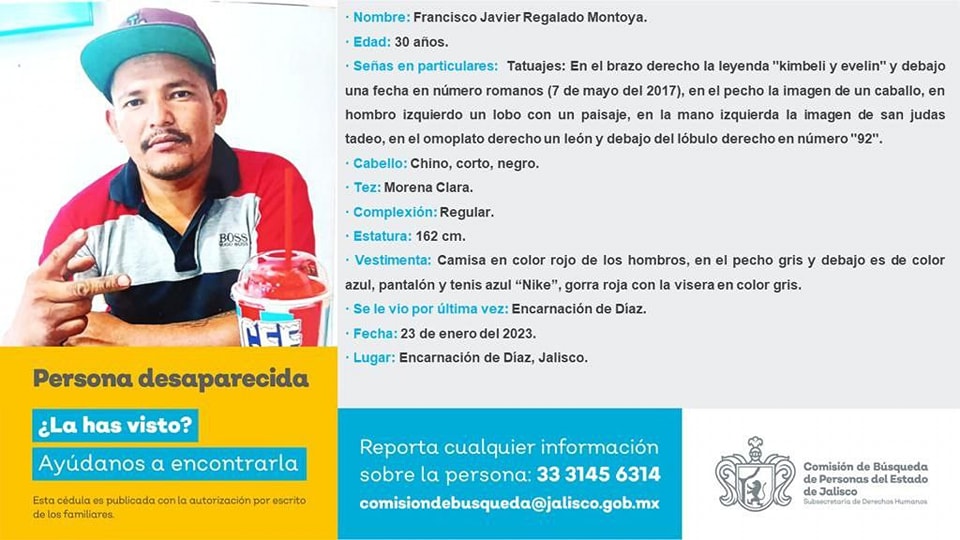 · Nombre: Francisco Javier Regalado Montoya.
· Edad: 30 años.
· Señas en particulares: Tatuajes: En el brazo derecho la leyenda "kimbeli y evelin" y debajo
una fecha en número romanos (7 de mayo del 2017), en el pecho la imagen de un caballo, en
hombro izquierdo un lobo con un paisaje, en la mano izquierda la imagen de san judas
tadeo, en el omoplato derecho un león y debajo del lóbulo derecho en número "92".
· Cabello: Chino, corto, negro.
· Tez: Morena Clara.
· Complexión: Regular.
· Estatura: 162 cm.
· Vestimenta: Camisa en color rojo de los hombros, en el pecho gris y debajo es de color
azul, pantalón y tenis azul “Nike”, gorra roja con la visera en color gris.
· Se le vio por última vez: Encarnación de Díaz.
· Fecha: 23 de enero del 2023.
· Lugar: Encarnación de Díaz, Jalisco.
BOSS
HUGO BOSS
Persona desaparecida
¿La has visto?
Ayúdanos a encontrarla
Esta cédula es publicada con la autorización por escrito
de los familiares.
Reporta cualquier información
sobre la persona: 33 3145 6314
comisiondebusqueda@jalisco.gob.mx
Comisión de Búsqueda
de Personas del Estado
de Jalisco
Subsecretaría de Derechos Humanos